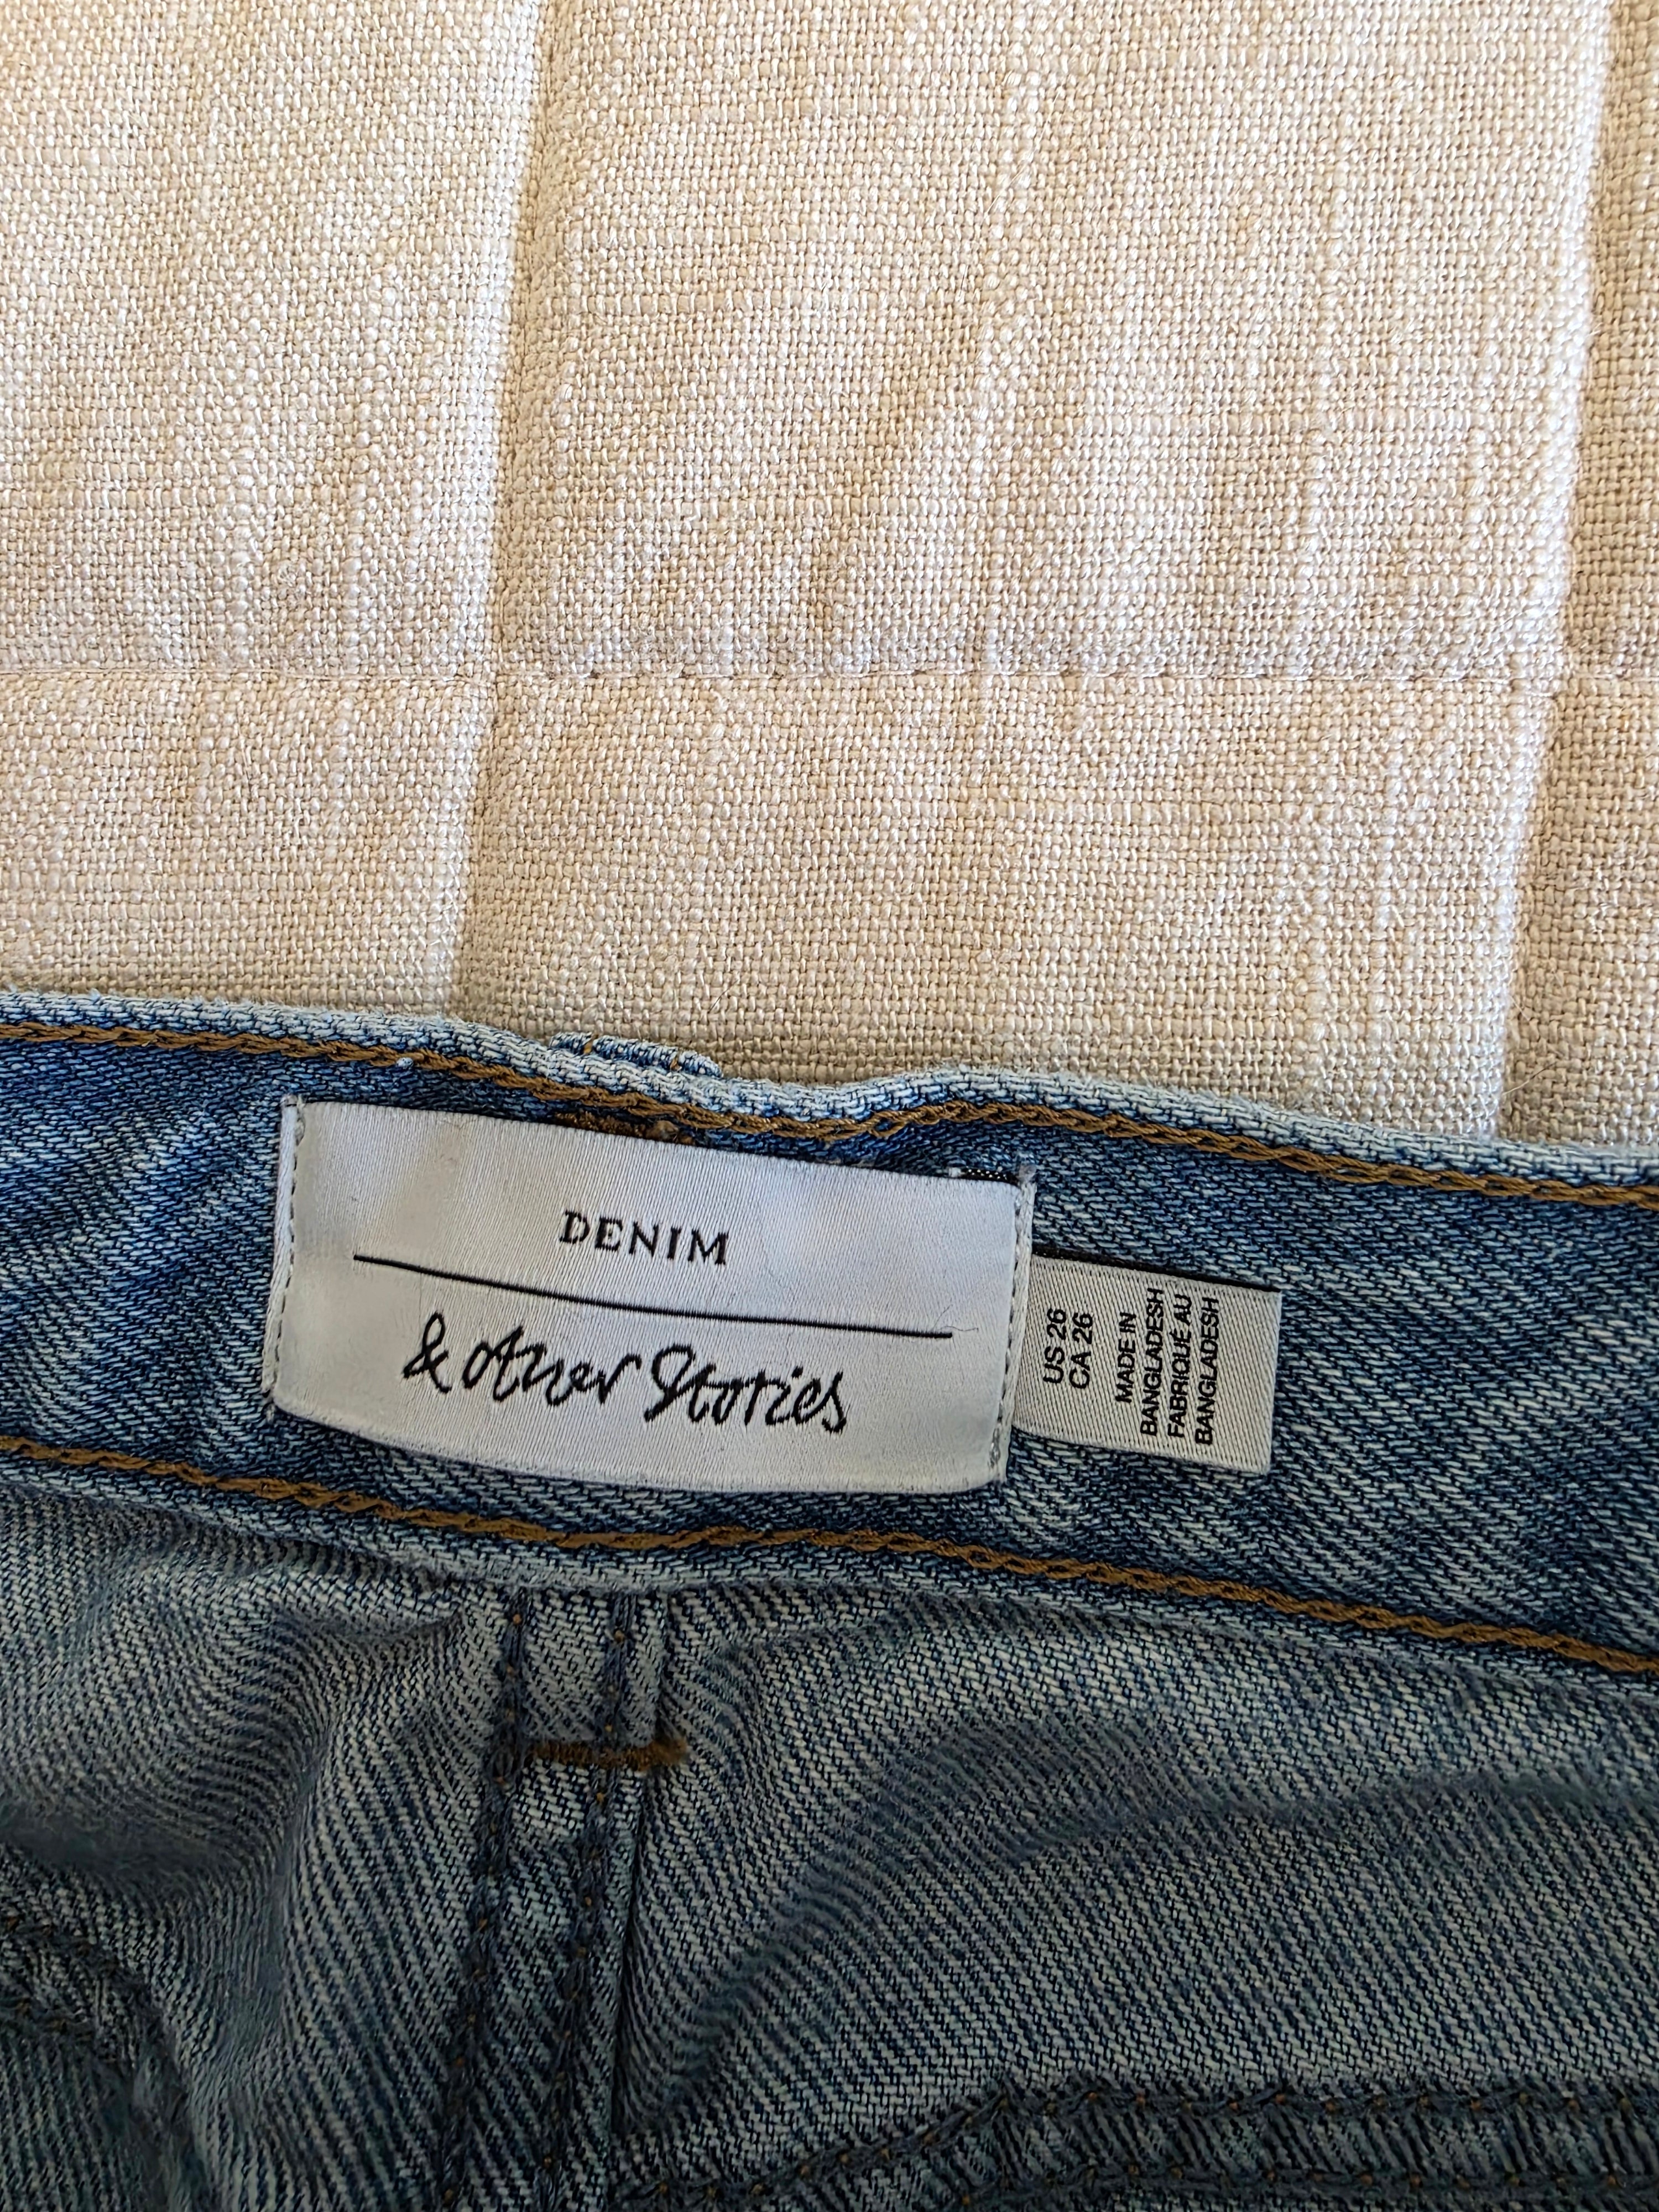 DENIM
& other Stories
US 26
CA 26
MADE IN
BANGLADESH
FABRIQUÉ AU
BANGLADESH